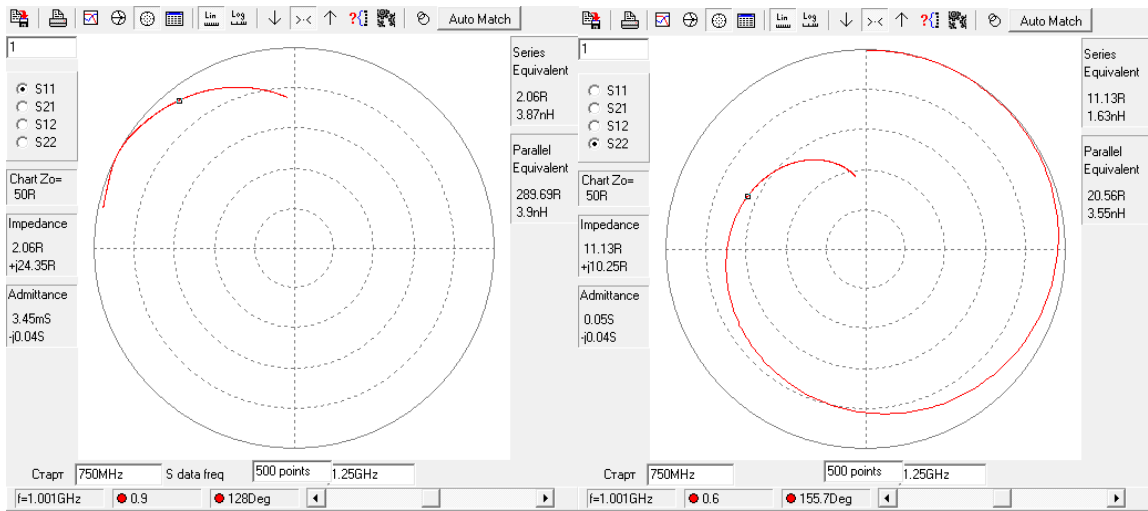 Lin Log Auto Match
1
S11
S21
S12
S22
Chart Zo=
50R
Impedance
2.06R
+j24.35R
Admittance
3.45mS
-j0.04S
Series
Equivalent
2.06R
3.87nH
Parallel
Equivalent
289.69R
3.9nH
Старт 750MHz S data freq 500 points 1.25GHz
f=1.001GHz 0.9 128Deg
Lin Log Auto Match
1
S11
S21
S12
S22
Chart Zo=
50R
Impedance
11.13R
+j10.25R
Admittance
0.05S
-j0.04S
Series
Equivalent
11.13R
1.63nH
Parallel
Equivalent
20.56R
3.55nH
Старт 750MHz 500 points 1.25GHz
f=1.001GHz 0.6 155.7Deg